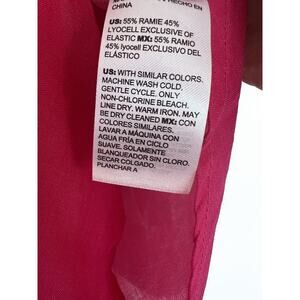 CHINA
US: 55% RAMIE 45%
LYOCELL EXCLUSIVE OF
ELASTIC MX: 55% RAMIO
45% lyocell EXCLUSIVO DEL
ELÁSTICO
US: WITH SIMILAR COLORS.
MACHINE WASH COLD,
GENTLE CYCLE. ONLY
NON-CHLORINE BLEACH.
LINE DRY. WARM IRON. MAY
BE DRY CLEANED MX: CON
COLORES SIMILARES.
LAVAR A MÁQUINA CON
AGUA FRÍA EN CICLO
SUAVE. SOLAMENTE
BLANQUEADOR SIN CLORO.
SECAR COLGADO.
PLANCHAR A